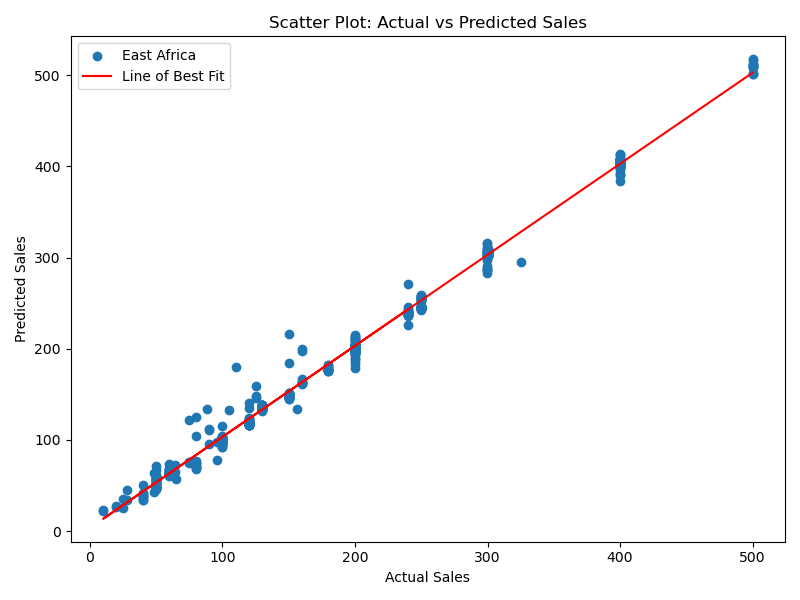 Scatter Plot: Actual vs Predicted Sales
East Africa
Line of Best Fit
500
400
300
200
100
0
Predicted Sales
0 100 200 300 400 500
Actual Sales